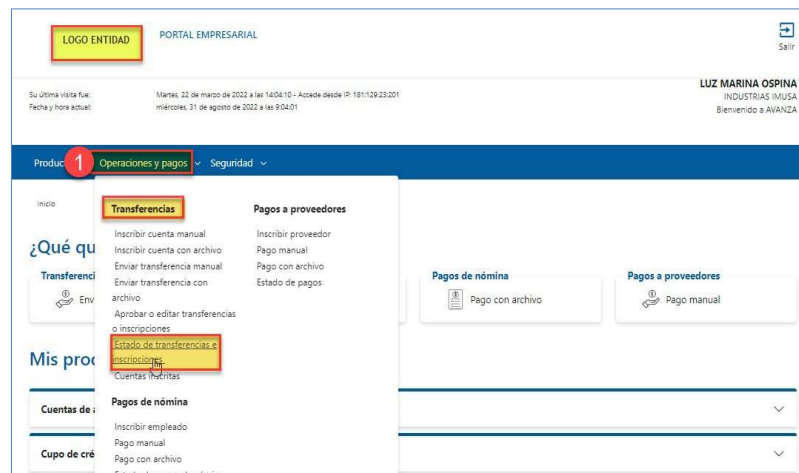 LOGO ENTIDAD
PORTAL EMPRESARIAL
Salir
LUZ MARINA OSPINA
INDUSTRIAS IMUSA
Bienvenido a AVANZA
Su última visita fue: Martes, 22 de marzo de 2022 a las 14:04:10 - Accede desde IP: 181:129:23:201
Fecha y hora actual: miércoles, 31 de agosto de 2022 a las 9:04:01
Produc 1 Operaciones y pagos Seguridad
Inicio
Transferencias
Inscribir cuenta manual
Inscribir cuenta con archivo
Enviar transferencia manual
Enviar transferencia con
archivo
Aprobar o editar transferencias
o inscripciones
Estado de transferencias e
inscripciones
Cuentas inscritas
Pagos de nómina
Inscribir empleado
Pago manual
Pago con archivo
Pagos a proveedores
Inscribir proveedor
Pago manual
Pago con archivo
Estado de pagos
¿Qué qu
Transferenci
Env
Pagos de nómina
Pago con archivo
Pagos a proveedores
Pago manual
Mis proc
Cuentas de a
Cupo de cré